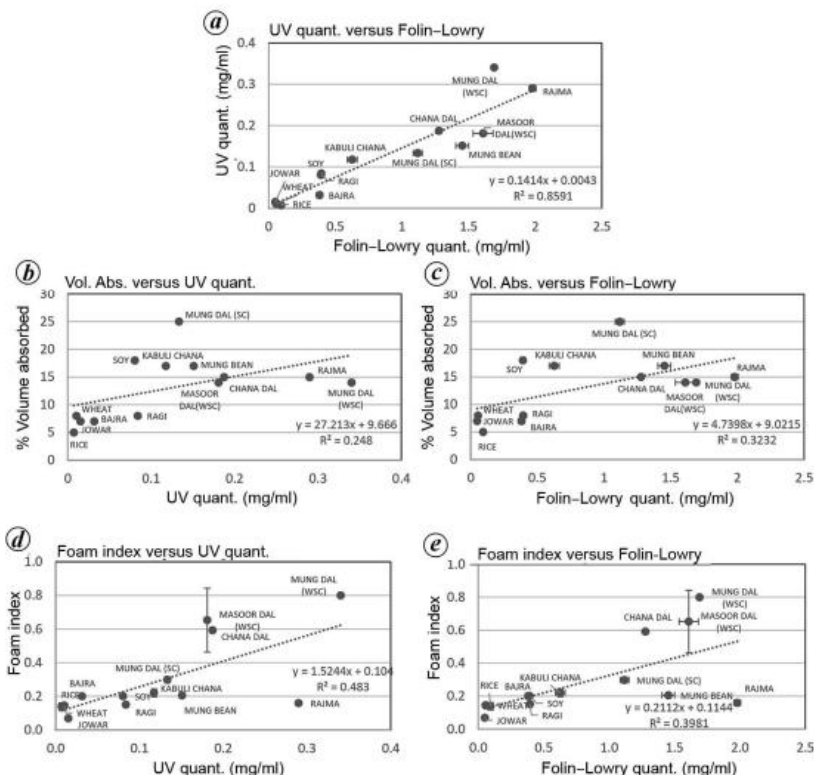 a
UV quant. versus Folin–Lowry
UV quant. (mg/ml)
0.4
0.3
0.2
0.1
0
MUNG DAL
(WSC)
RAJMA
CHANA DAL
MASOOR
DAL(WSC)
KABULI CHANA
MUNG BEAN
MUNG DAL (SC)
SOY
RAGI
JOWAR
WHEAT
RICE
BAJRA
y = 0.1414x + 0.0043
R² = 0.8591
0 0.5 1 1.5 2 2.5
Folin–Lowry quant. (mg/ml)
b
Vol. Abs. versus UV quant.
% Volume absorbed
30
25
20
15
10
5
0
MUNG DAL (SC)
SOY
KABULI CHANA
MUNG BEAN
RAJMA
MASOOR
DAL(WSC)
CHANA DAL
MUNG DAL
(WSC)
WHEAT
BAJRA
RAGI
JOWAR
RICE
y = 27.213x + 9.666
R² = 0.248
0 0.1 0.2 0.3 0.4
UV quant. (mg/ml)
c
Vol. Abs. versus Folin–Lowry
% Volume absorbed
30
25
20
15
10
5
0
MUNG DAL (SC)
KABULI CHANA
MUNG BEAN
SOY
RAJMA
CHANA DAL
MASOOR
DAL(WSC)
MUNG DAL
(WSC)
WHEAT
RAGI
JOWAR
BAJRA
RICE
y = 4.7398x + 9.0215
R² = 0.3232
0 0.5 1 1.5 2 2.5
Folin–Lowry quant. (mg/ml)
d
Foam index versus UV quant.
Foam index
1.0
0.8
0.6
0.4
0.2
0.0
MUNG DAL
(WSC)
MASOOR DAL
(WSC)
CHANA DAL
MUNG DAL (SC)
BAJRA
RICE
SOY
KABULI CHANA
WHEAT
RAGI
MUNG BEAN
RAJMA
JOWAR
y = 1.5244x + 0.104
R² = 0.483
0 0.1 0.2 0.3 0.4
UV quant. (mg/ml)
e
Foam index versus Folin-Lowry
Foam index
1.0
0.8
0.6
0.4
0.2
0.0
MUNG DAL
(WSC)
CHANA DAL
MASOOR DAL
(WSC)
KABULI CHANA
MUNG DAL (SC)
RICE
BAJRA
MUNG BEAN
RAJMA
WHEAT
SOY
JOWAR
RAGI
y = 0.2112x + 0.1144
R² = 0.3981
0.0 0.5 1.0 1.5 2.0 2.5
Folin–Lowry quant. (mg/ml)